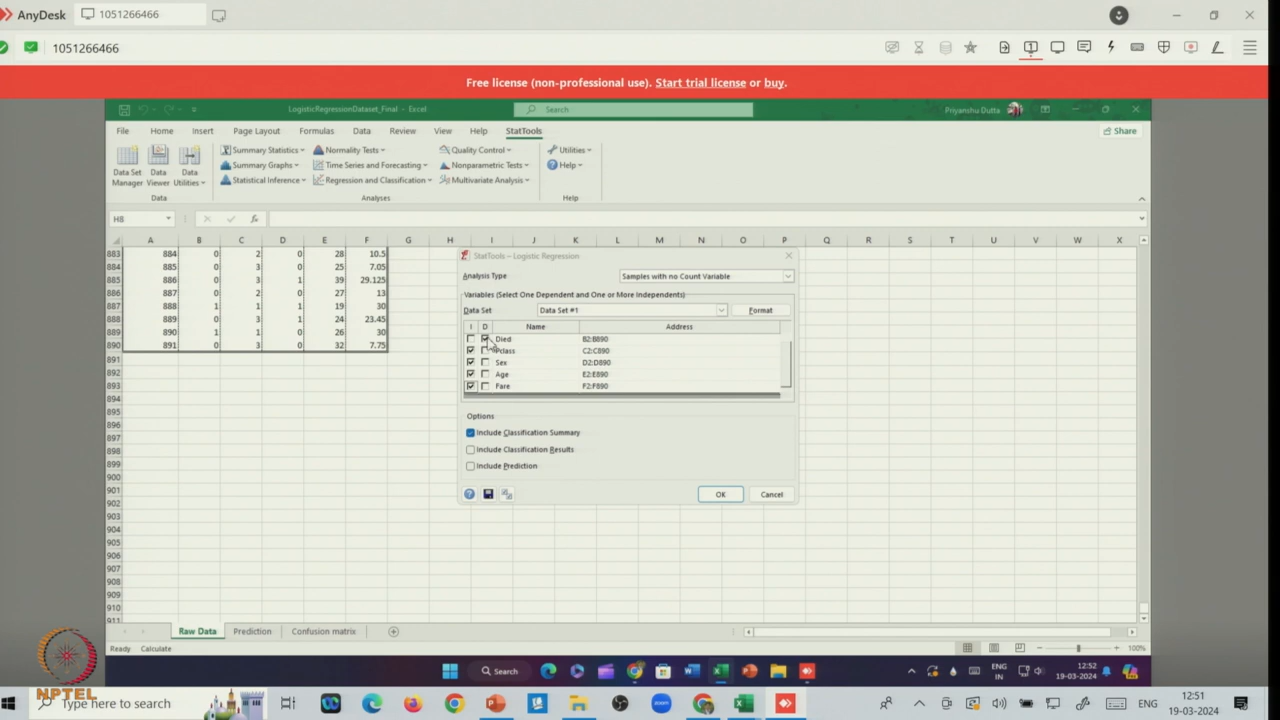 AnyDesk
1051266466
1051266466
Free license (non-professional use). Start trial license or buy.
LogisticRegressionDataset_Final - Excel
Search
Priyanshu Dutta
File Home Insert Page Layout Formulas Data Review View Help StatTools
Share
Data Set Manager
Data Viewer
Data Utilities
Data
Summary Statistics
Summary Graphs
Statistical Inference
Normality Tests
Time Series and Forecasting
Regression and Classification
Quality Control
Nonparametric Tests
Multivariate Analysis
Analyses
Utilities
Help
Help
H8
fx
A B C D E F G H I J K L M N O P Q R S T U V W X
883 884 0 2 0 28 10.5
884 885 0 3 0 25 7.05
885 886 0 3 1 39 29.125
886 887 0 2 0 27 13
887 888 1 1 1 19 30
888 889 0 3 1 24 23.45
889 890 1 1 0 26 30
890 891 0 3 0 32 7.75
891
892
893
894
895
896
897
898
899
900
901
902
903
904
905
906
907
908
909
910
911
StatTools - Logistic Regression
Analysis Type
Samples with no Count Variable
Variables (Select One Dependent and One or More Independents)
Data Set
Data Set #1
Format
I D Name Address
Died B2:B890
Pclass C2:C890
Sex D2:D890
Age E2:E890
Fare F2:F890
Options
Include Classification Summary
Include Classification Results
Include Prediction
OK
Cancel
Raw Data Prediction Confusion matrix
Ready Calculate
100%
Search
ENG
IN
12:52
19-03-2024
NPTEL
Type here to search
zoom
ENG
12:51
19-03-2024